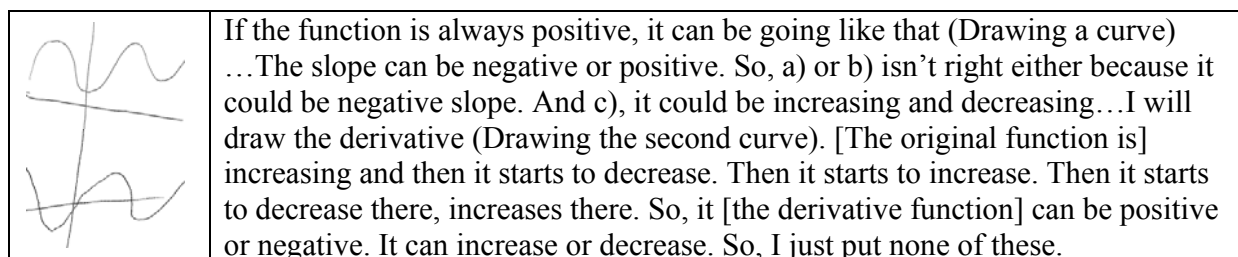 If the function is always positive, it can be going like that (Drawing a curve)
…The slope can be negative or positive. So, a) or b) isn’t right either because it
could be negative slope. And c), it could be increasing and decreasing…I will
draw the derivative (Drawing the second curve). [The original function is]
increasing and then it starts to decrease. Then it starts to increase. Then it starts
to decrease there, increases there. So, it [the derivative function] can be positive
or negative. It can increase or decrease. So, I just put none of these.